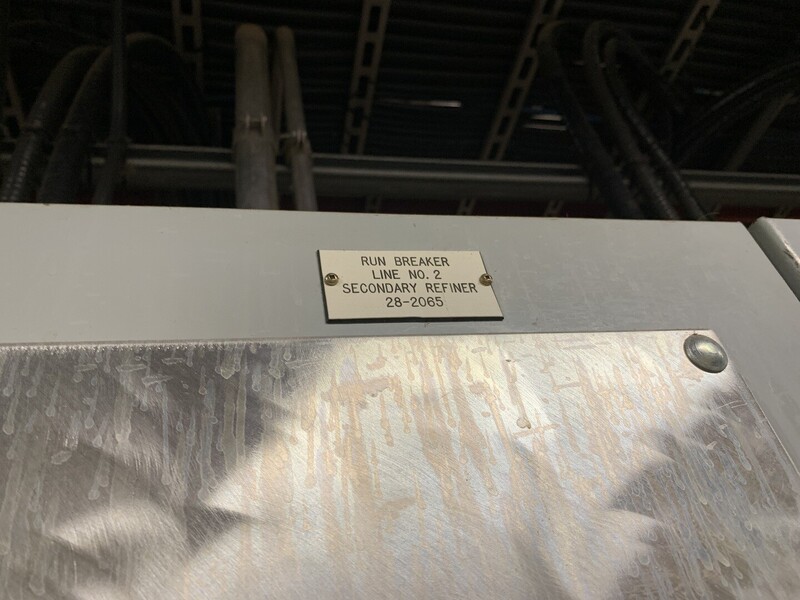 RUN BREAKER
LINE NO. 2
SECONDARY REFINER
28-2065